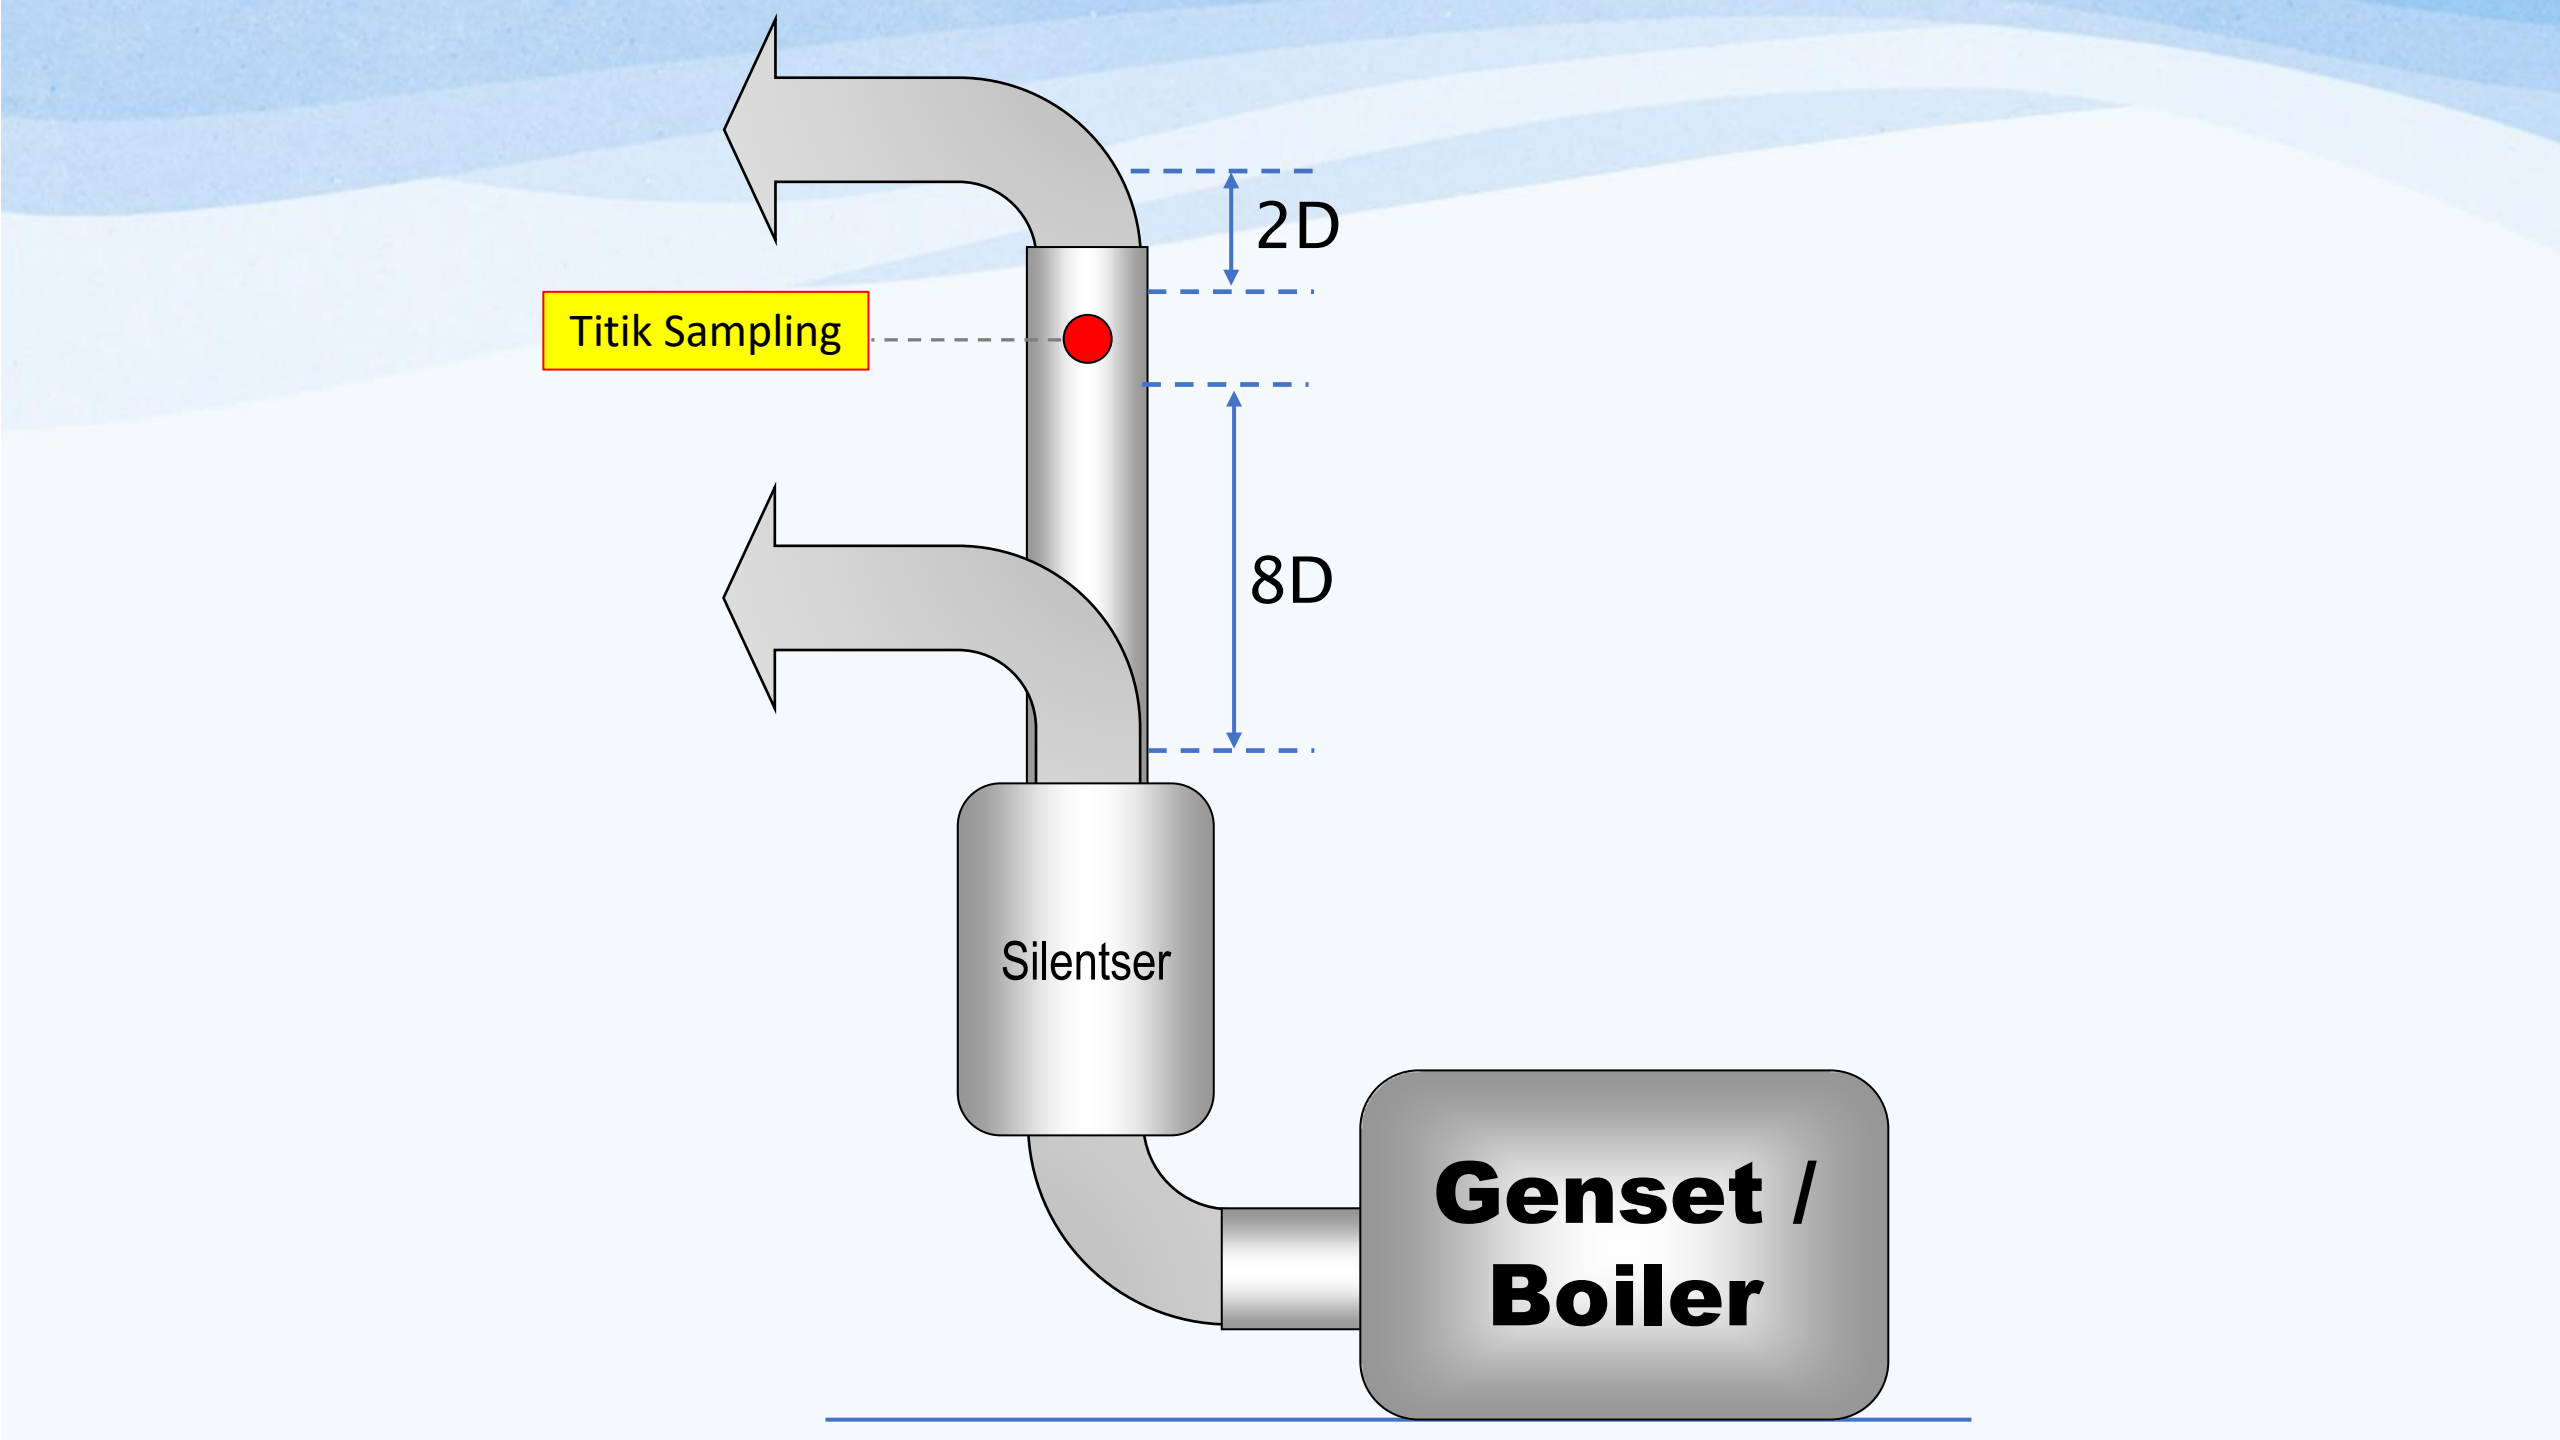 2D
Titik Sampling
8D
Silentser
Genset /
Boiler